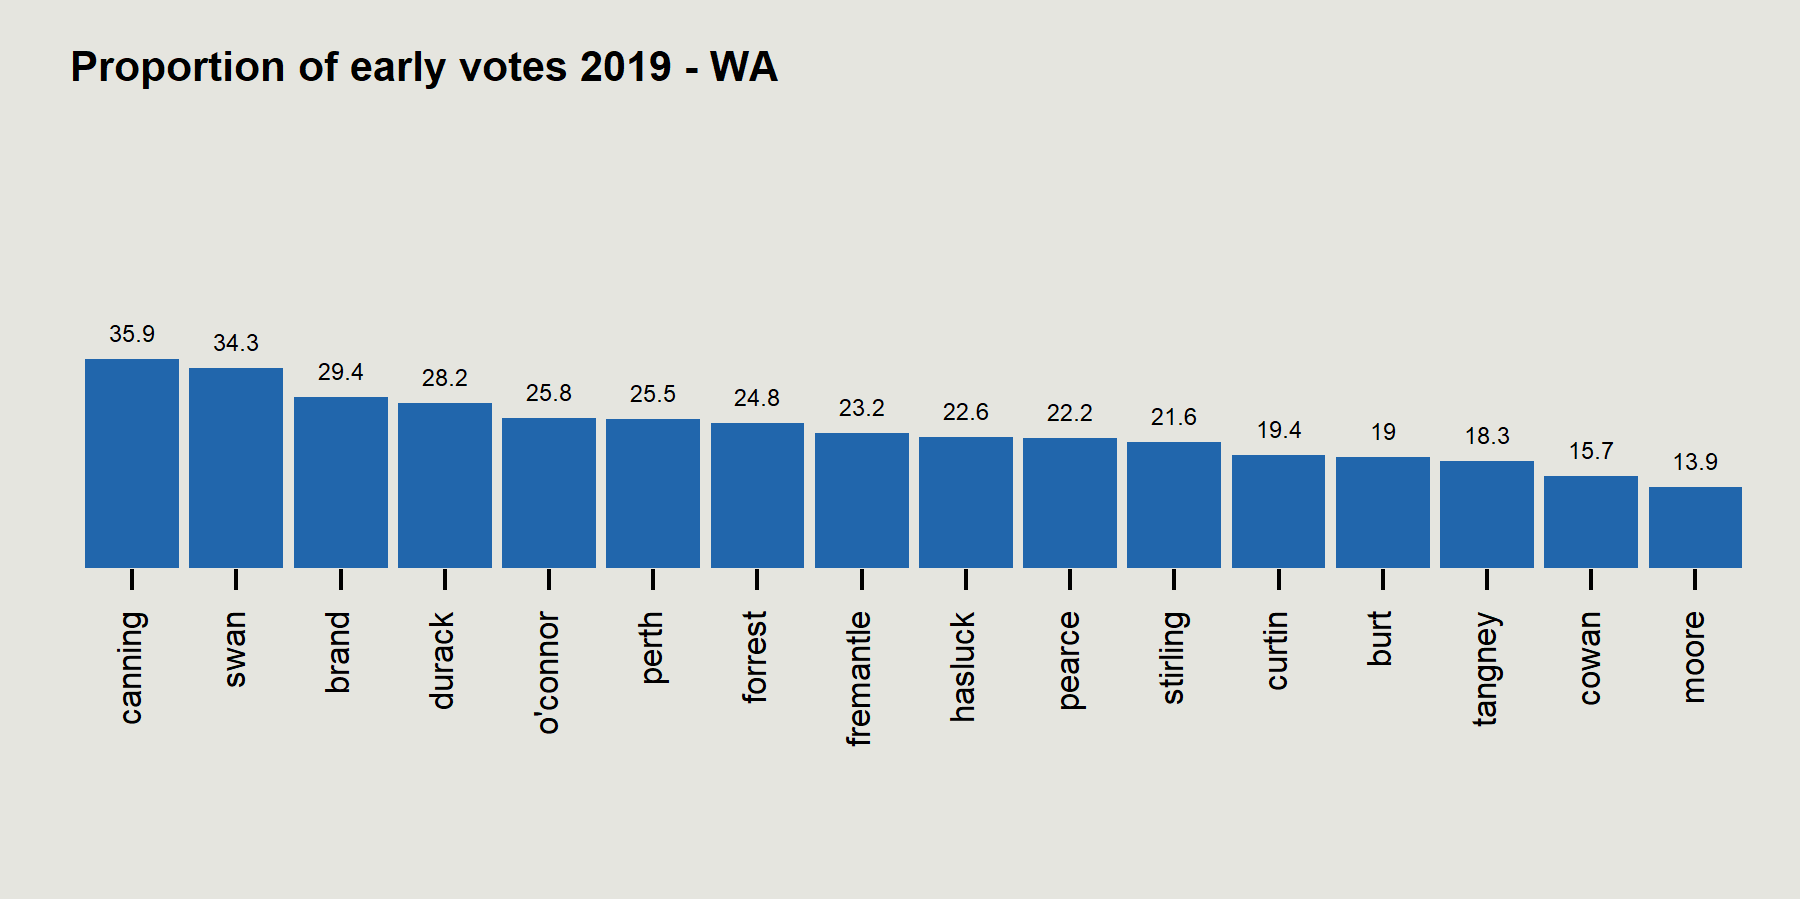 Proportion of early votes 2019 - WA
35.9
34.3
29.4
28.2
25.8
25.5
24.8
23.2
22.6
22.2
21.6
19.4
19
18.3
15.7
13.9
canning
swan
brand
durack
o'connor
perth
forrest
fremantle
hasluck
pearce
stirling
curtin
burt
tangney
cowan
moore